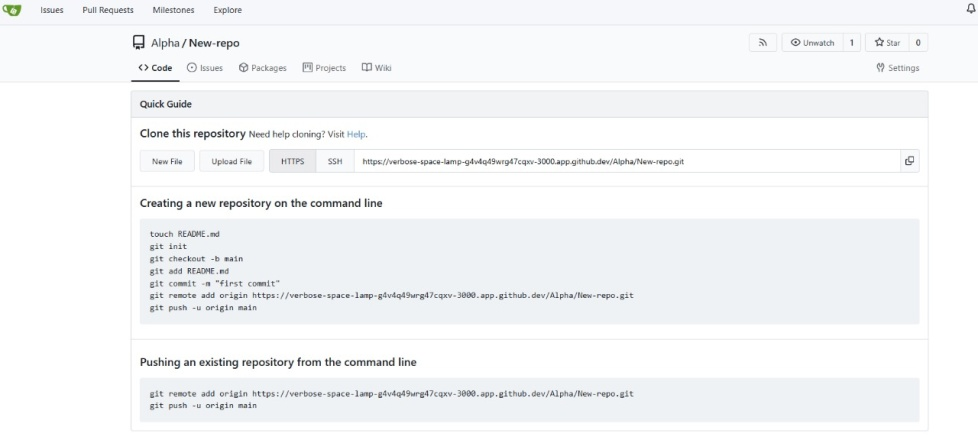 Issues Pull Requests Milestones Explore
Alpha / New-repo
Unwatch 1 Star 0
Code Issues Packages Projects Wiki Settings
Quick Guide
Clone this repository Need help cloning? Visit Help.
New File Upload File HTTPS SSH https://verbose-space-lamp-g4v4q49wrg47cqxv-3000.app.github.dev/Alpha/New-repo.git
Creating a new repository on the command line
touch README.md
git init
git checkout -b main
git add README.md
git commit -m "first commit"
git remote add origin https://verbose-space-lamp-g4v4q49wrg47cqxv-3000.app.github.dev/Alpha/New-repo.git
git push -u origin main
Pushing an existing repository from the command line
git remote add origin https://verbose-space-lamp-g4v4q49wrg47cqxv-3000.app.github.dev/Alpha/New-repo.git
git push -u origin main